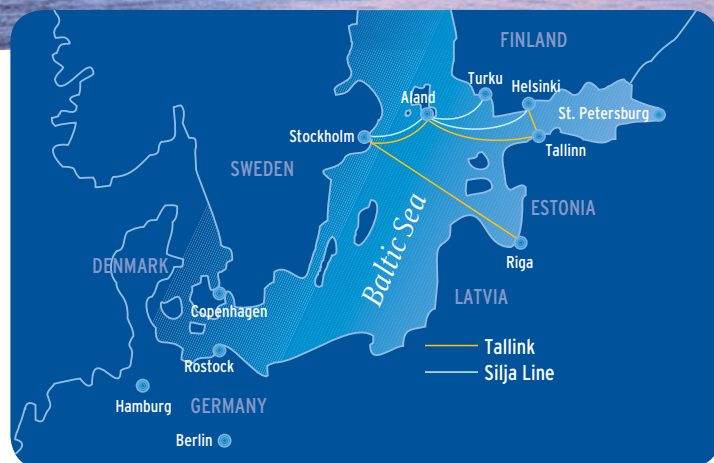 FINLAND
Turku
Helsinki
Aland
St. Petersburg
Stockholm
Tallinn
SWEDEN
ESTONIA
Baltic Sea
Riga
DENMARK
LATVIA
Copenhagen
Tallink
Rostock
Silja Line
Hamburg
GERMANY
Berlin